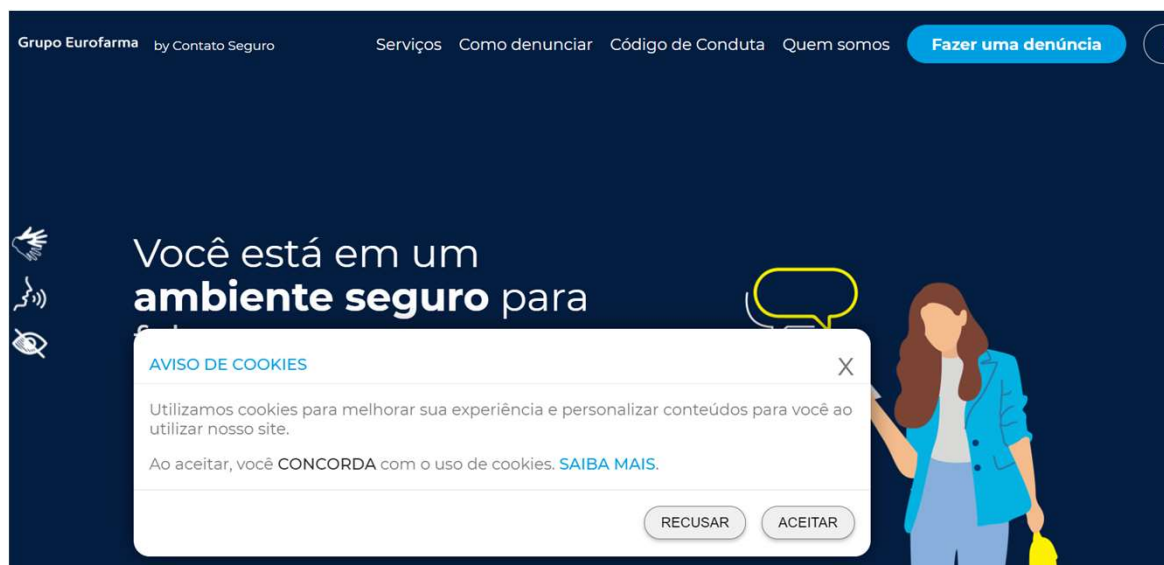 Grupo Eurofarma by Contato Seguro Serviços Como denunciar Código de Conduta Quem somos Fazer uma denúncia
Você está em um
ambiente seguro para
AVISO DE COOKIES X
Utilizamos cookies para melhorar sua experiência e personalizar conteúdos para você ao
utilizar nosso site.
Ao aceitar, você CONCORDA com o uso de cookies. SAIBA MAIS.
RECUSAR ACEITAR